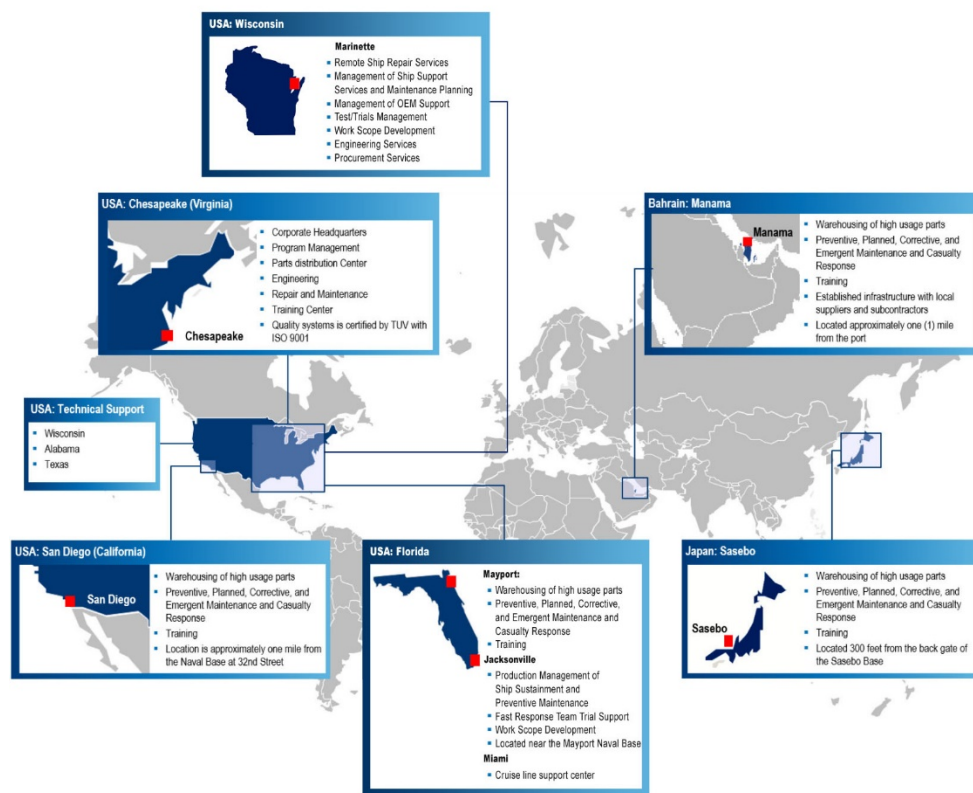 USA: Wisconsin
Marinette
Remote Ship Repair Services
Management of Ship Support
Services and Maintenance Planning
Management of OEM Support
Test/Trials Management
Work Scope Development
Engineering Services
Procurement Services
USA: Chesapeake (Virginia)
Chesapeake
Corporate Headquarters
Program Management
Parts distribution Center
Engineering
Repair and Maintenance
Training Center
Quality systems is certified by TUV with
ISO 9001
Bahrain: Manama
Manama
Warehousing of high usage parts
Preventive, Planned, Corrective, and
Emergent Maintenance and Casualty
Response
Training
Established infrastructure with local
suppliers and subcontractors
Located approximately one (1) mile
from the port
USA: Technical Support
Wisconsin
Alabama
Texas
USA: San Diego (California)
San Diego
Warehousing of high usage parts
Preventive, Planned, Corrective, and
Emergent Maintenance and Casualty
Response
Training
Location is approximately one mile from
the Naval Base at 32nd Street
USA: Florida
Mayport:
Warehousing of high usage parts
Preventive, Planned, Corrective,
and Emergent Maintenance and
Casualty Response
Training
Jacksonville
Production Management of
Ship Sustainment and
Preventive Maintenance
Fast Response Team Trial Support
Work Scope Development
Located near the Mayport Naval Base
Miami
Cruise line support center
Japan: Sasebo
Sasebo
Warehousing of high usage parts
Preventive, Planned, Corrective, and
Emergent Maintenance and Casualty
Response
Training
Located 300 feet from the back gate of
the Sasebo Base